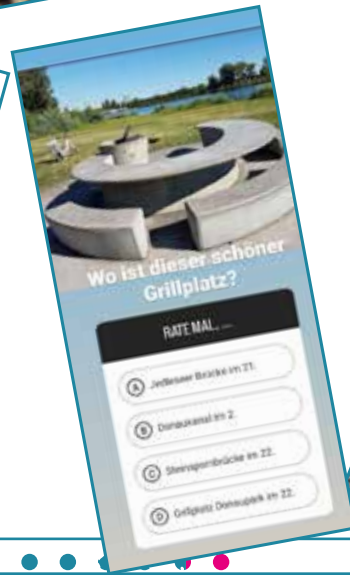 Wo ist dieser schöner
Grillplatz?
RATE MAL, ...
A Jedleseer Brücke im 21.
B Donaukanal im 2.
C Steinspornbrücke im 22.
D Grillplatz Donaupark im 22.